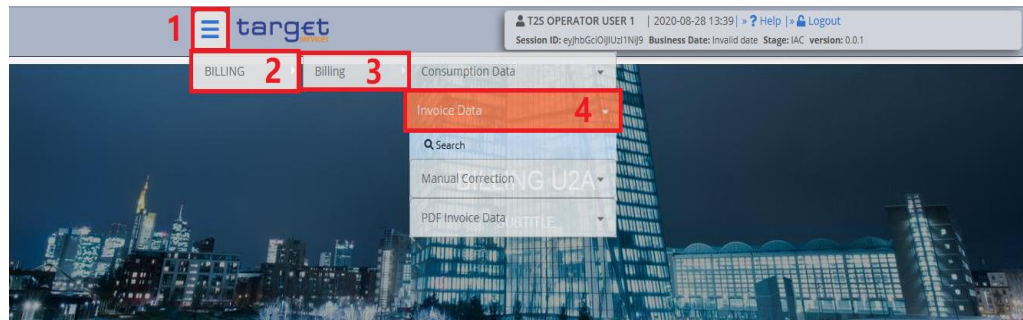 1
target
services
T2S OPERATOR USER 1 | 2020-08-28 13:39 | » ? Help | » Logout
Session ID: eyJhbGciOiJIUzI1NiJ9 Business Date: Invalid date Stage: IAC version: 0.0.1
BILLING 2
Billing 3
Consumption Data
Invoice Data 4
Search
Manual Correction
BILLING U2A
PDF Invoice Data
SUBTITLE